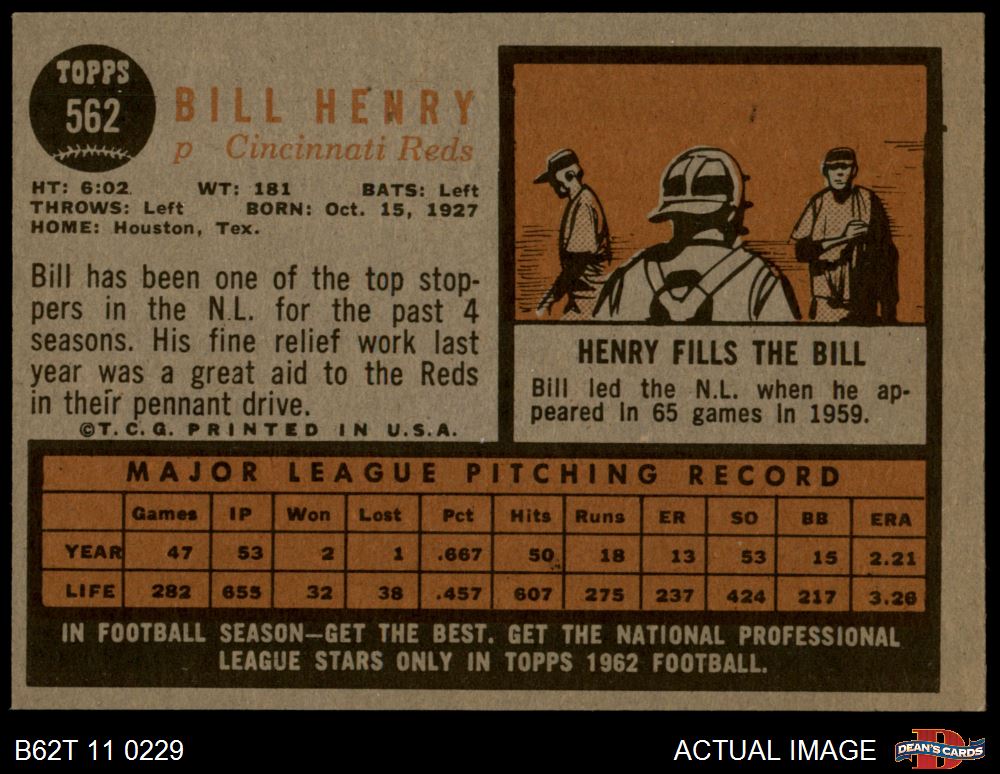 TOPPS
562
BILL HENRY
p Cincinnati Reds
HT: 6:02. WT: 181 BATS: Left
THROWS: Left BORN: Oct. 15, 1927
HOME: Houston, Tex.
Bill has been one of the top stop-
pers in the N.L. for the past 4
seasons. His fine relief work last
year was a great aid to the Reds
in their pennant drive.
©T.C.G. PRINTED IN U.S.A.
HENRY FILLS THE BILL
Bill led the N.L. when he ap-
peared in 65 games in 1959.
MAJOR LEAGUE PITCHING RECORD
Games IP Won Lost Pct Hits Runs ER SO BB ERA
YEAR 47 53 2 1 .667 50 18 13 53 15 2.21
LIFE 282 655 32 38 .457 607 275 237 424 217 3.26
IN FOOTBALL SEASON—GET THE BEST. GET THE NATIONAL PROFESSIONAL
LEAGUE STARS ONLY IN TOPPS 1962 FOOTBALL.
B62T 11 0229 ACTUAL IMAGE DEAN'S CARDS